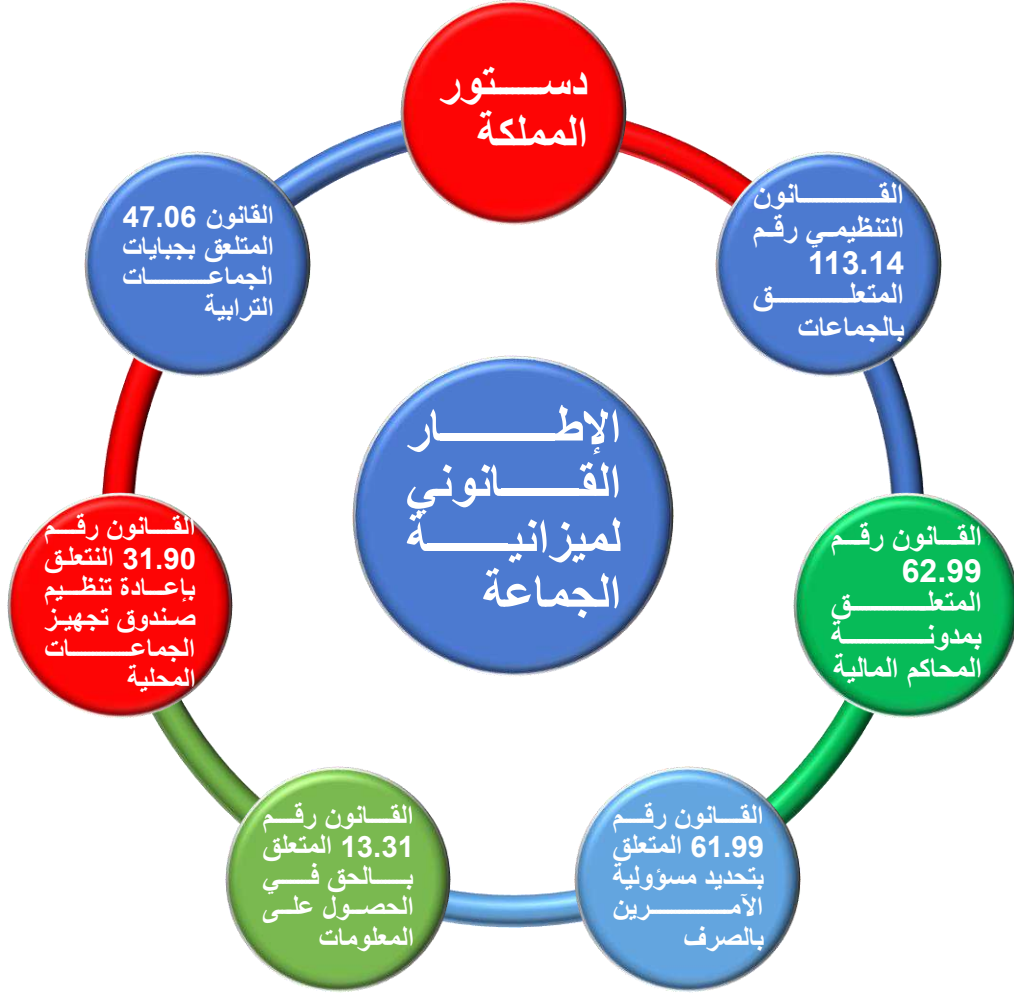 دستور
المملكة
القانون
التنظيمي رقم
113.14
المتعلق
بالجماعات
القانون رقم
62.99
المتعلق
بمدونة
المحاكم المالية
القانون رقم
61.99 المتعلق
بتحديد مسؤولية
الآمرين
بالصرف
القانون رقم
13.31 المتعلق
بالحق في
الحصول على
المعلومات
القانون رقم
31.90 النتعلق
بإعادة تنظيم
صندوق تجهيز
الجماعات
المحلية
القانون 47.06
المتلعق بجبايات
الجماعات
الترابية
الإطار
القانوني
لميزانية
الجماعة